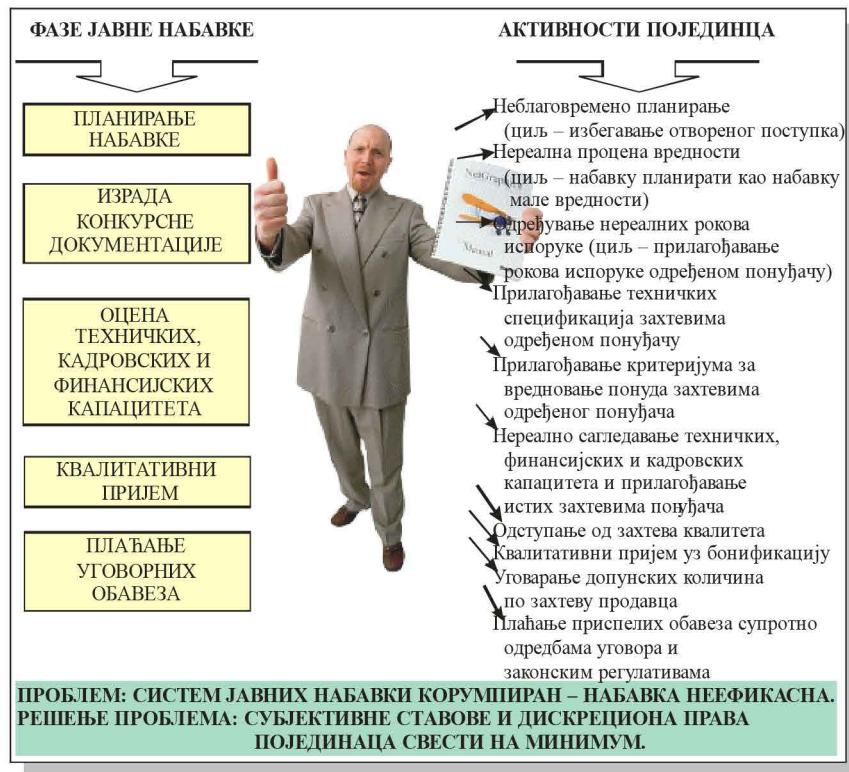 ФАЗЕ ЈАВНЕ НАБАВКЕ
ПЛАНИРАЊЕ
НАБАВКЕ
ИЗРАДА
КОНКУРСНЕ
ДОКУМЕНТАЦИЈЕ
ОЦЕНА
ТЕХНИЧКИХ,
КАДРОВСКИХ И
ФИНАНСИЈСКИХ
КАПАЦИТЕТА
КВАЛИТАТИВНИ
ПРИЈЕМ
ПЛАЋАЊЕ
УГОВОРНИХ
ОБАВЕЗА
Manual
АКТИВНОСТИ ПОЈЕДИНЦА
Неблаговремено планирање
(циљ – избегавање отвореног поступка)
Нереална процена вредности
(циљ – набавку планирати као набавку
мале вредности)
Одређување нереалних рокова
испоруке (циљ – прилагођавање
рокова испоруке одређеном понуђачу)
Прилагођавање техничких
спецификација захтевима
одређеном понуђачу
Прилагођавање критеријума за
вредновање понуда захтевима
одређеног понуђача
Нереално сагледавање техничких,
финансијских и кадровских
капацитета и прилагођавање
истих захтевима понуђача
Одступање од захтева квалитета
Квалитативни пријем уз бонификацију
Уговарање допунских количина
по захтеву продавца
Плаћање приспелих обавеза супротно
одредбама уговора и
законским регулативама
ПРОБЛЕМ: СИСТЕМ ЈАВНИХ НАБАВКИ КОРУМПИРАН – НАБАВКА НЕЕФИКАСНА.
РЕШЕЊЕ ПРОБЛЕМА: СУБЈЕКТИВНЕ СТАВОВЕ И ДИСКРЕЦИОНА ПРАВА
ПОЈЕДИНАЦА СВЕСТИ НА МИНИМУМ.